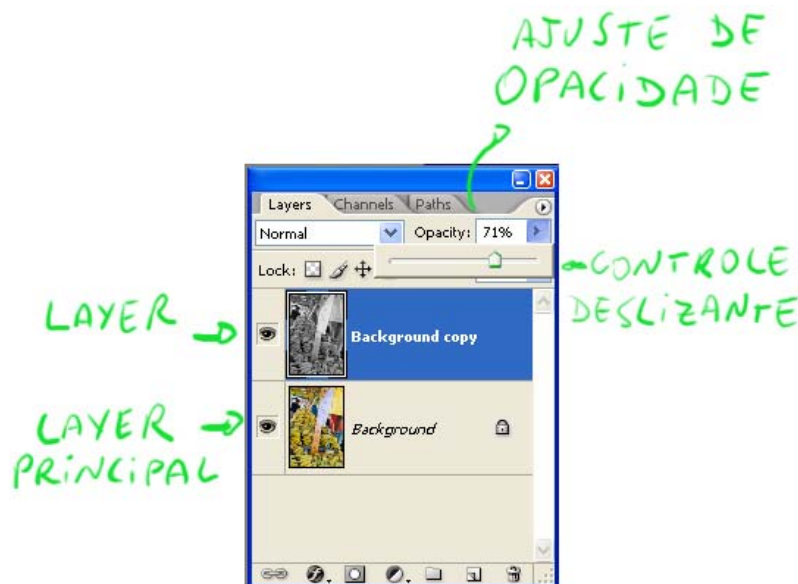 AJUSTE DE
OPACIDADE
Layers Channels Paths
Normal Opacity: 71%
Lock:
CONTROLE
DESLIZANTE
LAYER
Background copy
LAYER
PRINCIPAL
Background